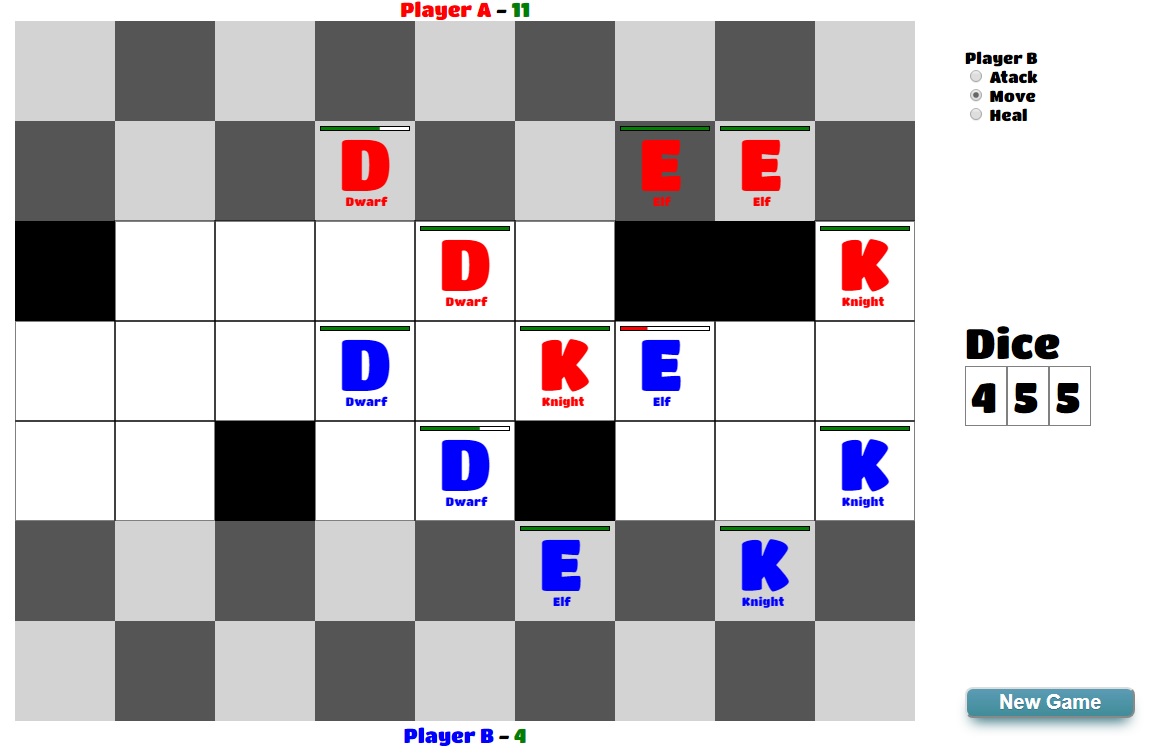 Player A - 11
Player B
Atack
Move
Heal
D E E
Dwarf Elf Elf
D K
Dwarf Knight
Dice
4 5 5
D K E
Dwarf Knight Elf
D K
Dwarf Knight
E K
Elf Knight
New Game
Player B - 4